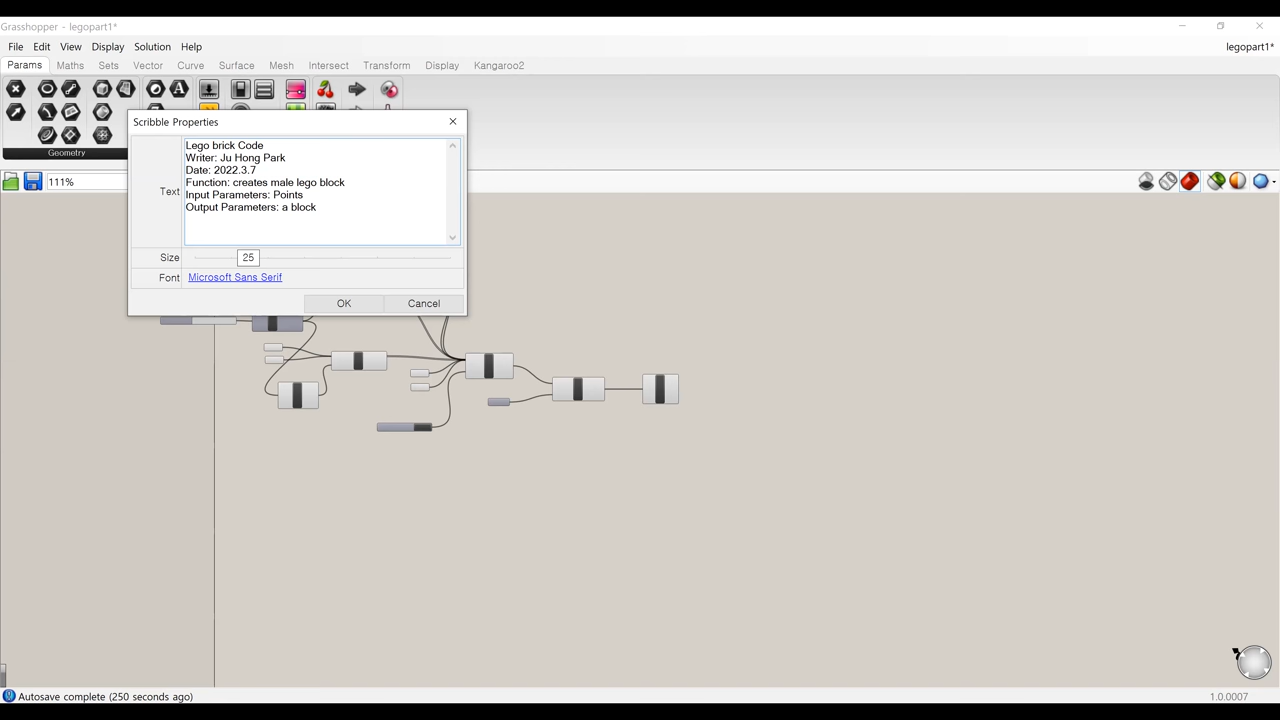 Grasshopper - legopart1*
File Edit View Display Solution Help
legopart1*
Params Maths Sets Vector Curve Surface Mesh Intersect Transform Display Kangaroo2
A
Geometry
111%
Scribble Properties
Text
Lego brick Code
Writer: Ju Hong Park
Date: 2022.3.7
Function: creates male lego block
Input Parameters: Points
Output Parameters: a block
Size 25
Font Microsoft Sans Serif
OK Cancel
Autosave complete (250 seconds ago)
1.0.0007